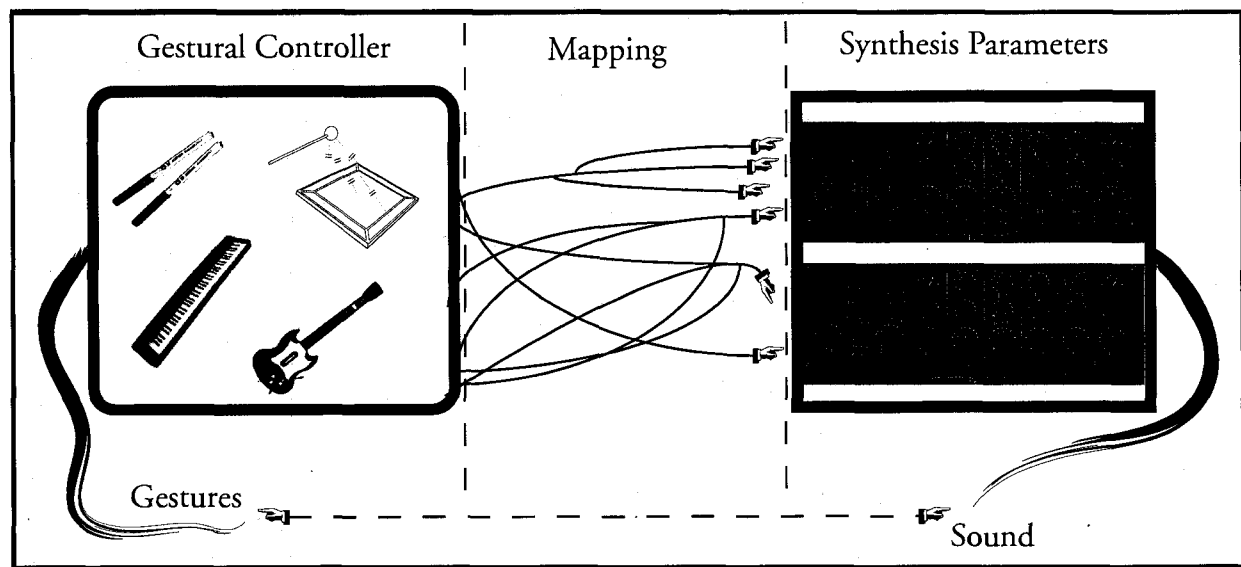 Gestural Controller
Mapping
Synthesis Parameters
Gestures
Sound